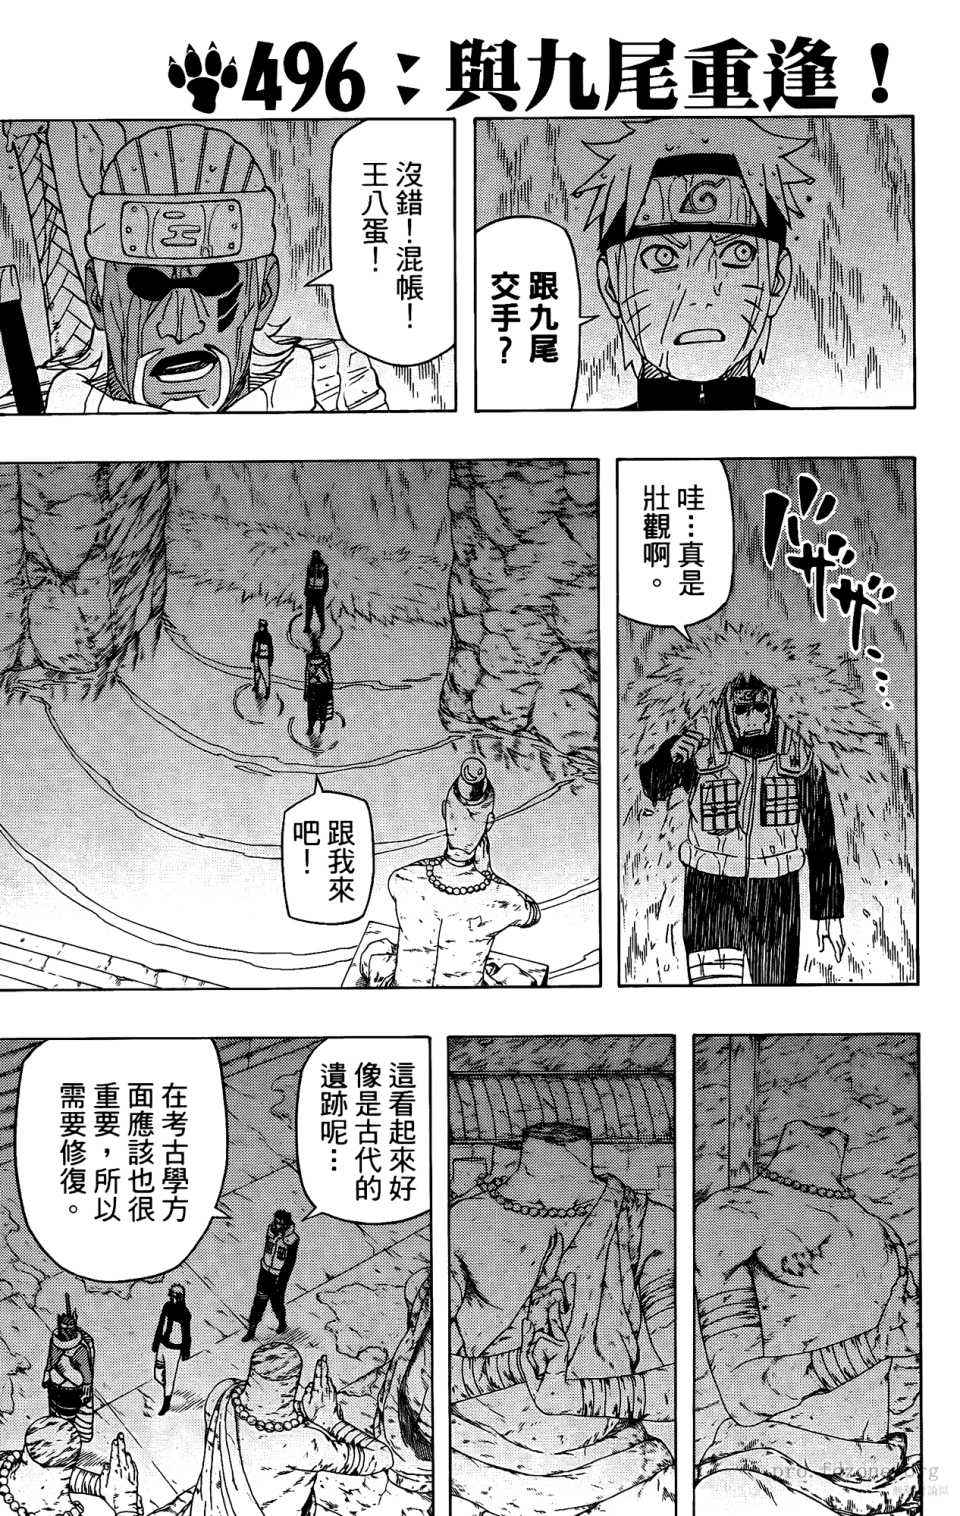 496：與九尾重逢！
跟九尾
交手？
沒錯！混帳！
王八蛋！
哇…真是
壯觀啊。
ザザザ…
跟我來
吧！
這看起來好
像是古代的
遺跡呢…
在考古學方
面應該也很
重要，所以
需要修復。